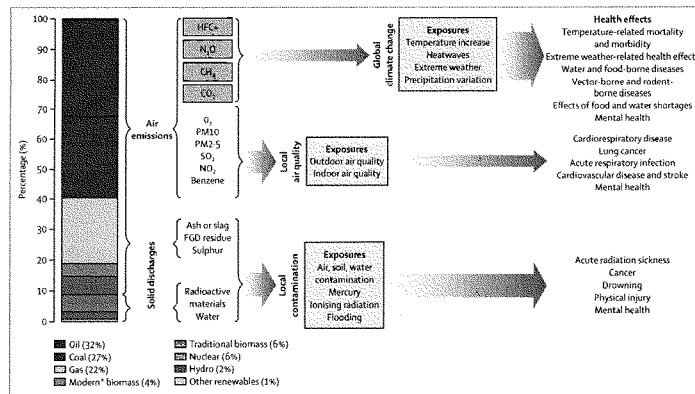 100
90
80
70
60
50
40
30
20
10
0
Percentage (%)
Air
emissions
Solid discharges
HFC+
N₂O
CH₄
CO₂
O₃
PM10
PM2·5
SO₂
NO₂
Benzene
Ash or slag
FGD residue
Sulphur
Radioactive
materials
Water
Global
climate change
Local
air quality
Local
contamination
Exposures
Temperature increase
Heatwaves
Extreme weather
Precipitation variation
Exposures
Outdoor air quality
Indoor air quality
Exposures
Air, soil, water
contamination
Mercury
Ionising radiation
Flooding
Health effects
Temperature-related mortality
and morbidity
Extreme weather-related health effect
Water and food-borne diseases
Vector-borne and rodent-
borne diseases
Effects of food and water shortages
Mental health
Cardiorespiratory disease
Lung cancer
Acute respiratory infection
Cardiovascular disease and stroke
Mental health
Acute radiation sickness
Cancer
Drowning
Physical injury
Mental health
Oil (32%)
Coal (27%)
Gas (22%)
Modern* biomass (4%)
Traditional biomass (6%)
Nuclear (6%)
Hydro (2%)
Other renewables (1%)